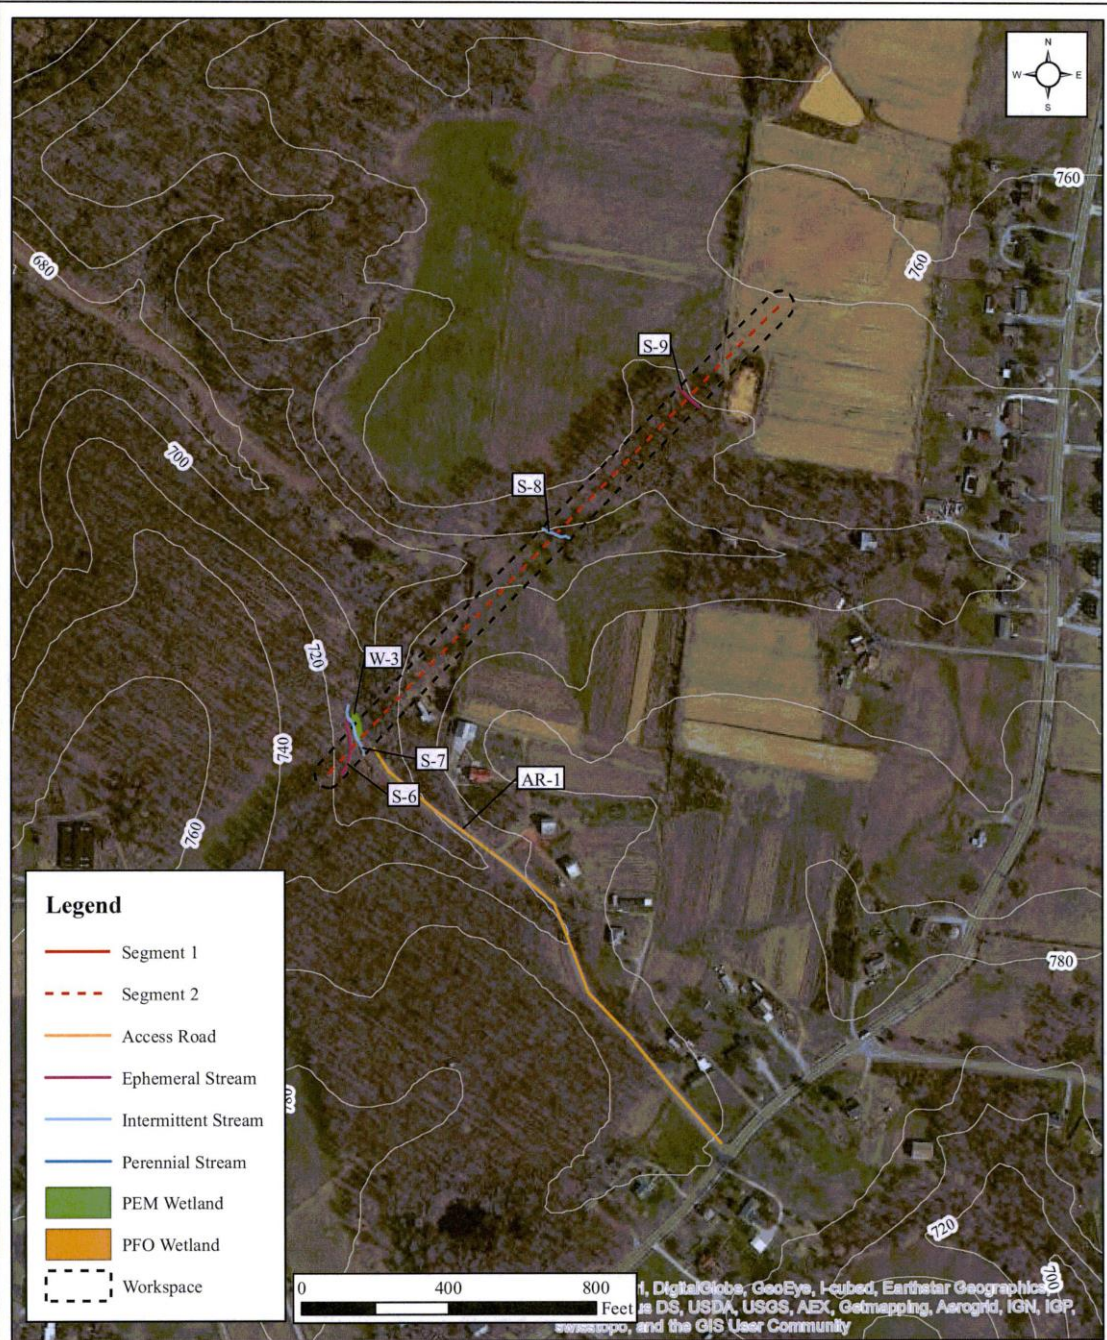 N
W E
S
760
760
680
S-9
700
S-8
W-3
720
740
S-7
S-6
AR-1
760
780
780
720
700
Legend
Segment 1
Segment 2
Access Road
Ephemeral Stream
Intermittent Stream
Perennial Stream
PEM Wetland
PFO Wetland
Workspace
0 400 800
Feet
DigitalGlobe, GeoEye, i-cubed, Earthstar Geographics,
DS, USDA, USGS, AEX, Getmapping, Aerogrid, IGN, IGP,
and the GIS User Community